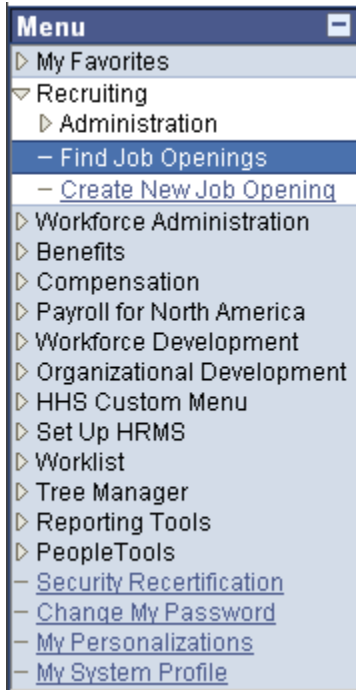 Menu
My Favorites
Recruiting
Administration
Find Job Openings
Create New Job Opening
Workforce Administration
Benefits
Compensation
Payroll for North America
Workforce Development
Organizational Development
HHS Custom Menu
Set Up HRMS
Worklist
Tree Manager
Reporting Tools
PeopleTools
Security Recertification
Change My Password
My Personalizations
My System Profile